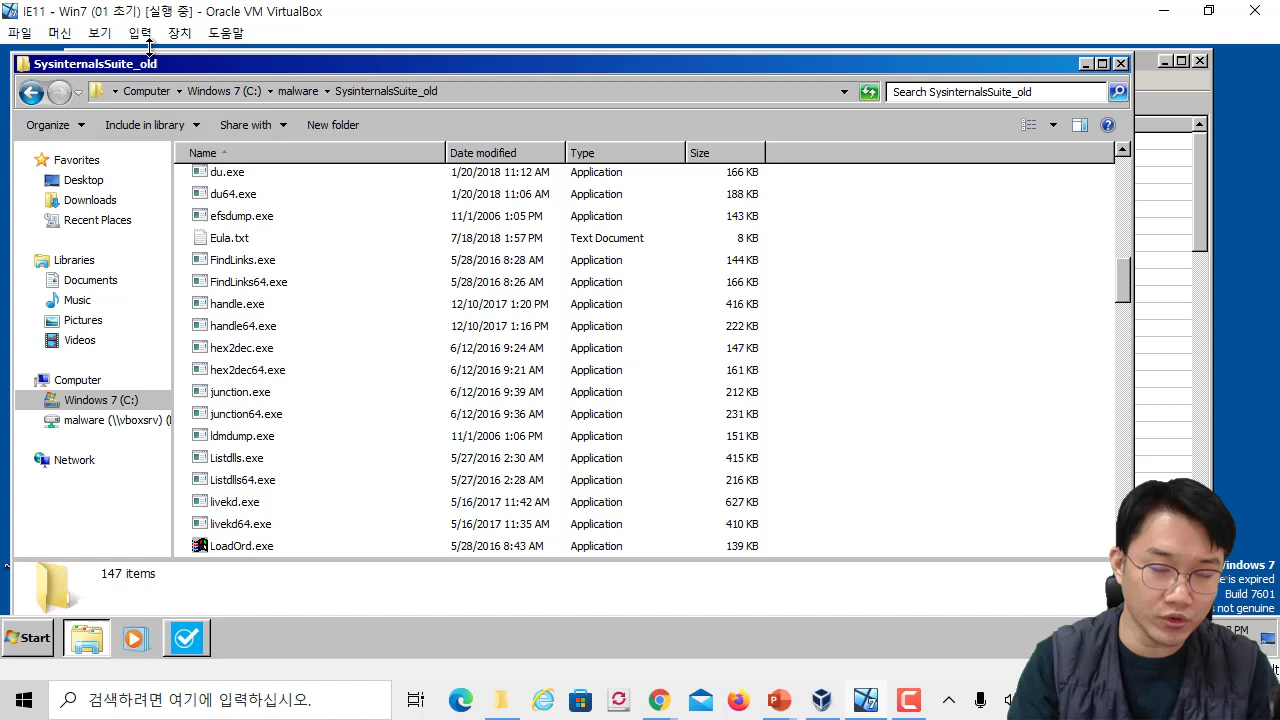 IE11 - Win7 (01 초기) [실행 중] - Oracle VM VirtualBox
파일 머신 보기 입력 장치 도움말
SysinternalsSuite_old
Computer Windows 7 (C:) malware SysinternalsSuite_old
Search SysinternalsSuite_old
Organize Include in library Share with New folder
Name Date modified Type Size
Favorites
Desktop
Downloads
Recent Places
Libraries
Documents
Music
Pictures
Videos
Computer
Windows 7 (C:)
malware (\\vboxsrv) (
Network
du.exe 1/20/2018 11:12 AM Application 166 KB
du64.exe 1/20/2018 11:06 AM Application 188 KB
efsdump.exe 11/1/2006 1:05 PM Application 143 KB
Eula.txt 7/18/2018 1:57 PM Text Document 8 KB
FindLinks.exe 5/28/2016 8:28 AM Application 144 KB
FindLinks64.exe 5/28/2016 8:26 AM Application 166 KB
handle.exe 12/10/2017 1:20 PM Application 416 KB
handle64.exe 12/10/2017 1:16 PM Application 222 KB
hex2dec.exe 6/12/2016 9:24 AM Application 147 KB
hex2dec64.exe 6/12/2016 9:21 AM Application 161 KB
junction.exe 6/12/2016 9:39 AM Application 212 KB
junction64.exe 6/12/2016 9:36 AM Application 231 KB
ldmdump.exe 11/1/2006 1:06 PM Application 151 KB
Listdlls.exe 5/27/2016 2:30 AM Application 415 KB
Listdlls64.exe 5/27/2016 2:28 AM Application 216 KB
livekd.exe 5/16/2017 11:42 AM Application 627 KB
livekd64.exe 5/16/2017 11:35 AM Application 410 KB
LoadOrd.exe 5/28/2016 8:43 AM Application 139 KB
147 items
indows 7
e is expired
Build 7601
not genuine
Start
PM
검색하려면 여기에 입력하십시오.